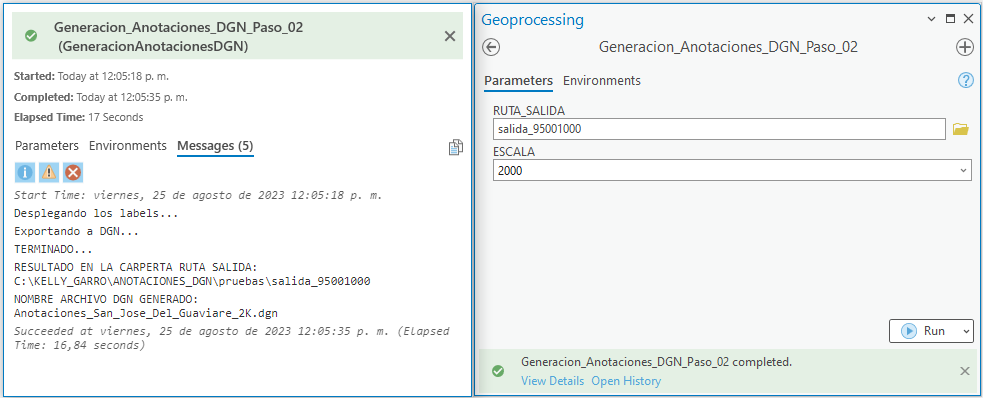 Generacion_Anotaciones_DGN_Paso_02
(GeneracionAnotacionesDGN)
Started: Today at 12:05:18 p. m.
Completed: Today at 12:05:35 p. m.
Elapsed Time: 17 Seconds
Parameters Environments Messages (5)
Start Time: viernes, 25 de agosto de 2023 12:05:18 p. m.
Desplegando los labels...
Exportando a DGN...
TERMINADO...
RESULTADO EN LA CARPERTA RUTA SALIDA:
C:\KELLY_GARRO\ANOTACIONES_DGN\pruebas\salida_95001000
NOMBRE ARCHIVO DGN GENERADO:
Anotaciones_San_Jose_Del_Guaviare_2K.dgn
Succeeded at viernes, 25 de agosto de 2023 12:05:35 p. m. (Elapsed
Time: 16,84 seconds)
Geoprocessing
Generacion_Anotaciones_DGN_Paso_02
Parameters Environments
RUTA_SALIDA
salida_95001000
ESCALA
2000
Run
Generacion_Anotaciones_DGN_Paso_02 completed.
View Details Open History